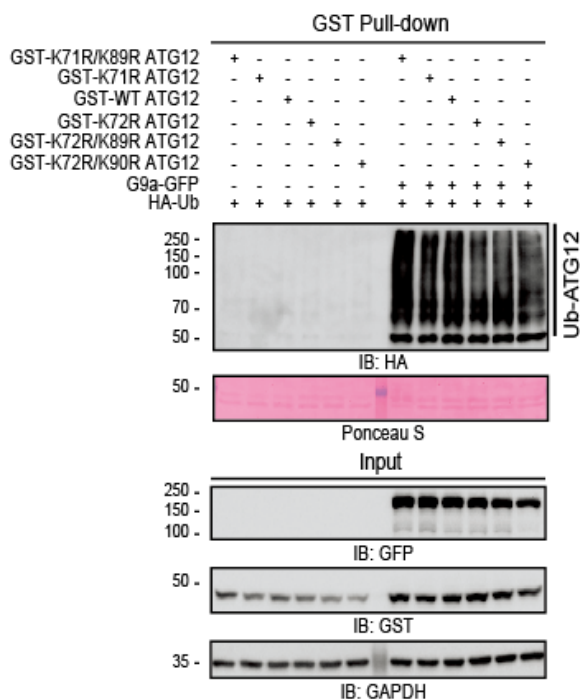 GST Pull-down
GST-K71R/K89R ATG12 + - - - - - + - - - - -
GST-K71R ATG12 - + - - - - - + - - - -
GST-WT ATG12 - - + - - - - - + - - -
GST-K72R ATG12 - - - + - - - - - + - -
GST-K72R/K89R ATG12 - - - - + - - - - - + -
GST-K72R/K90R ATG12 - - - - - + - - - - - +
G9a-GFP - - - - - - + + + + + +
HA-Ub + + + + + + + + + + + +
250 -
150 -
100 -
70 -
50 -
Ub-ATG12
IB: HA
50 -
Ponceau S
Input
250 -
150 -
100 -
IB: GFP
50 -
IB: GST
35 -
IB: GAPDH